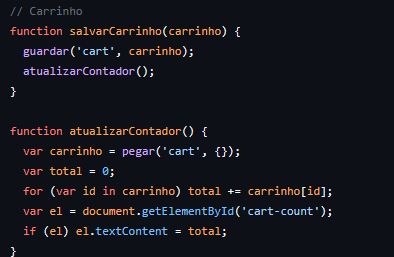 // Carrinho
function salvarCarrinho(carrinho) {
  guardar('cart', carrinho);
  atualizarContador();
}

function atualizarContador() {
  var carrinho = pegar('cart', {});
  var total = 0;
  for (var id in carrinho) total += carrinho[id];
  var el = document.getElementById('cart-count');
  if (el) el.textContent = total;
}